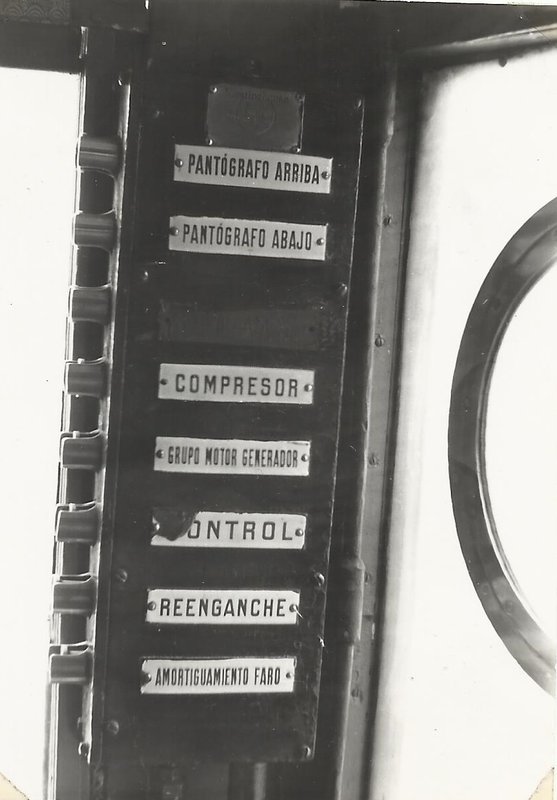 PANTÓGRAFO ARRIBA
PANTÓGRAFO ABAJO
COMPRESOR
GRUPO MOTOR GENERADOR
ONTROL
REENGANCHE
AMORTIGUAMIENTO FARO